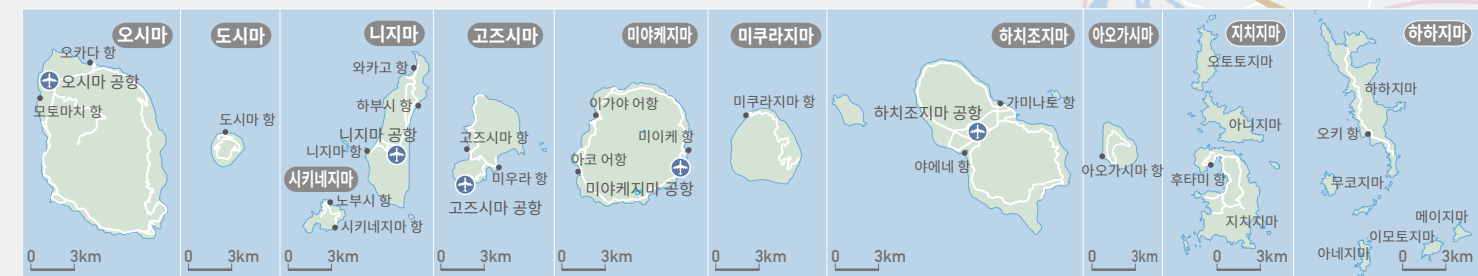 오시마
오카다 항
오시마 공항
모토마치 항
0 3km
도시마
도시마 항
0 3km
니지마
와카고 항
하부시 항
니지마 공항
니지마 항
시키네지마
노부시 항
시키네지마 항
0 3km
고즈시마
고즈시마 항
미우라 항
고즈시마 공항
0 3km
미야케지마
이가야 어항
미이케 항
아코 어항
미야케지마 공항
0 3km
미쿠라지마
미쿠라지마 항
0 3km
하치조지마
하치조지마 공항
가미나토 항
야에네 항
0 3km
아오가시마
아오가시마 항
0 3km
지치지마
오토토지마
아니지마
후타미 항
지치지마
0 3km
하하지마
하하지마
오키 항
무코지마
메이지마
이모토지마
아네지마
0 3km